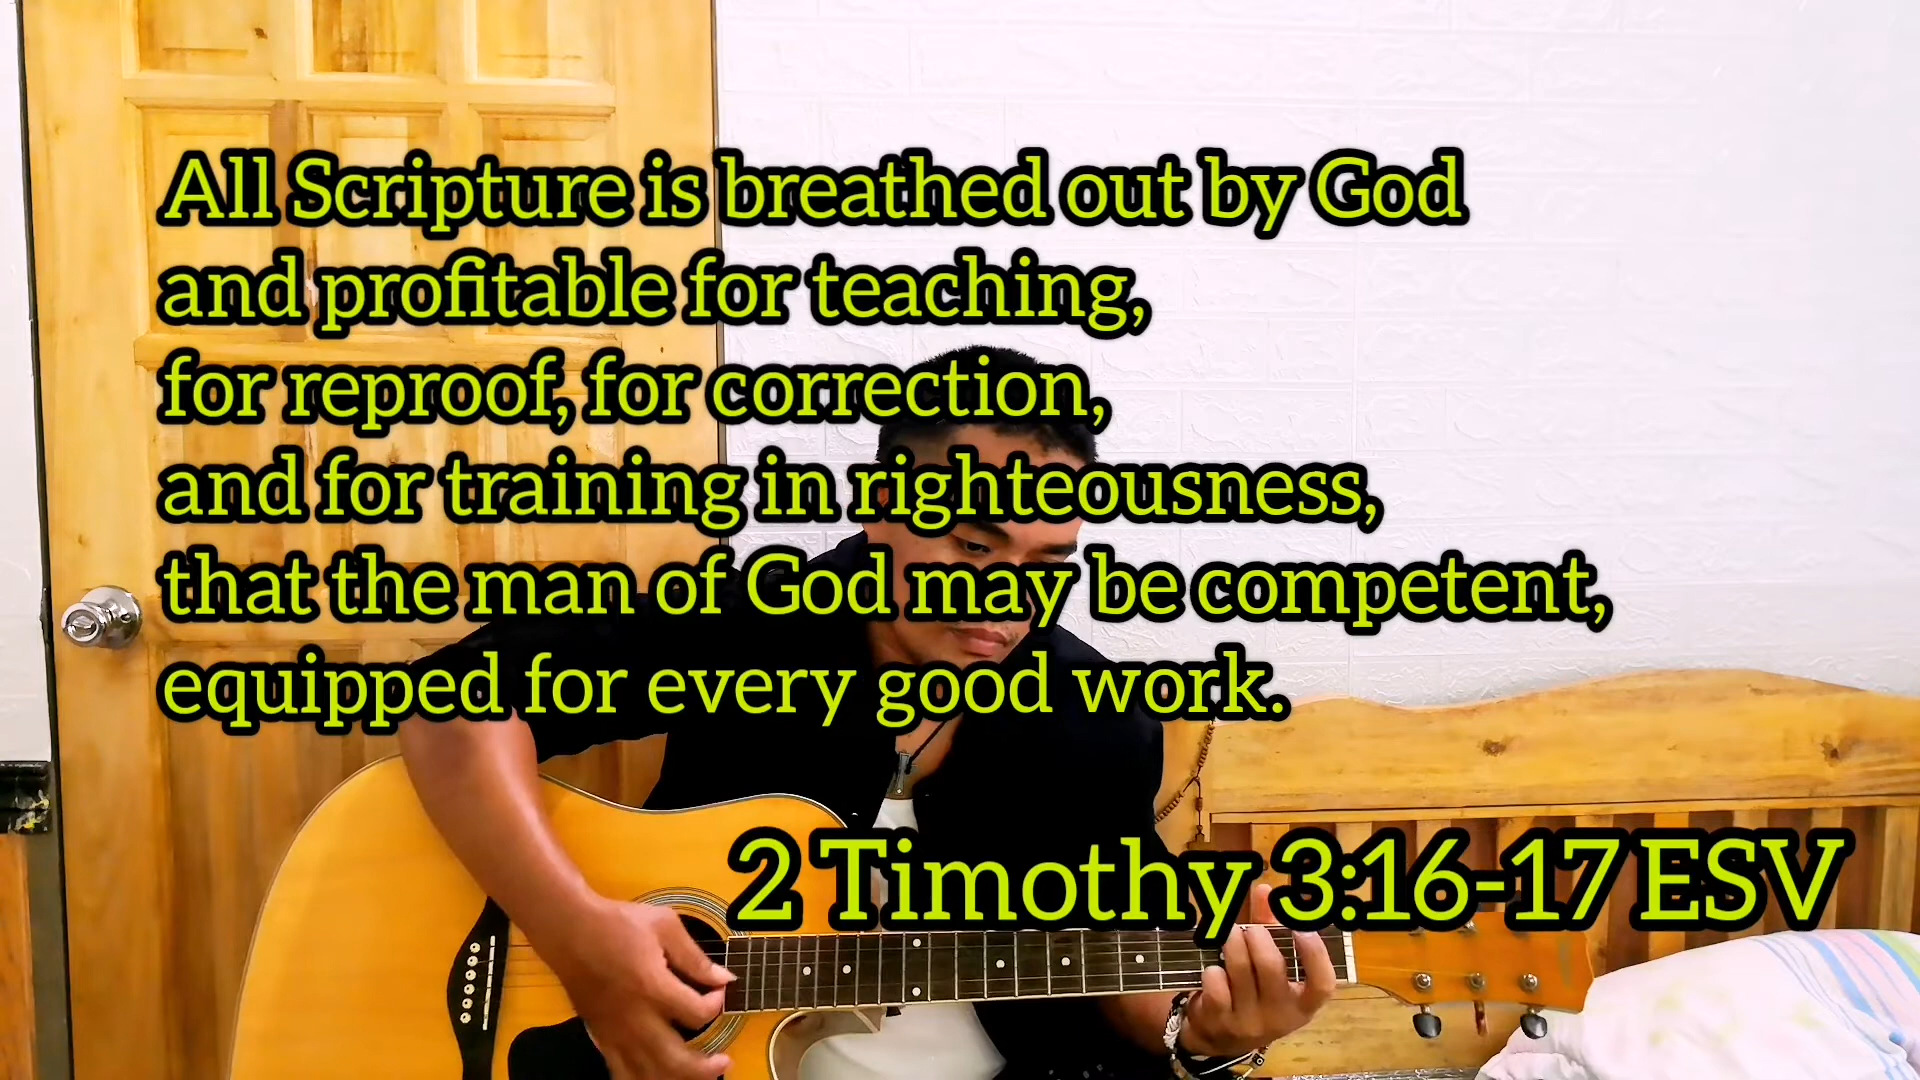 All Scripture is breathed out by God
and profitable for teaching,
for reproof, for correction,
and for training in righteousness,
that the man of God may be competent,
equipped for every good work.
2 Timothy 3:16-17 ESV